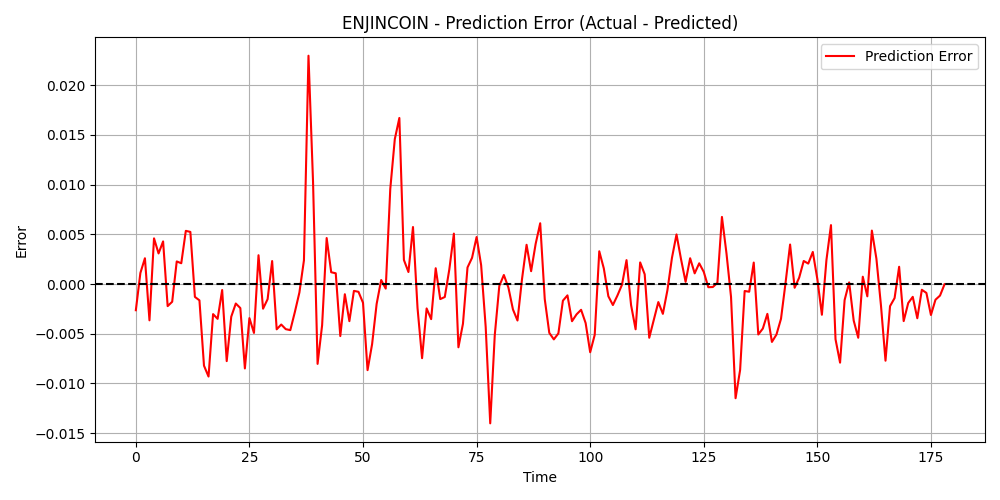 ENJINCOIN - Prediction Error (Actual - Predicted)
Prediction Error
0.020
0.015
0.010
0.005
0.000
−0.005
−0.010
−0.015
Error
0 25 50 75 100 125 150 175
Time